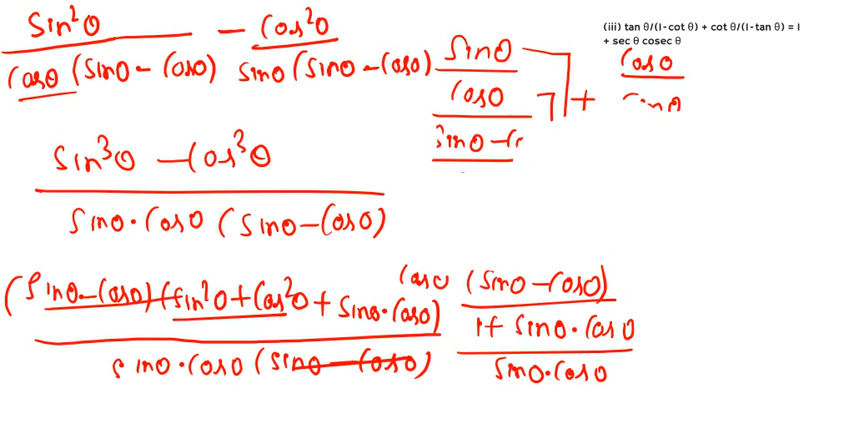 (iii) tan θ/(1-cot θ) + cot θ/(1-tan θ) = 1
+ sec θ cosec θ
Sin²θ / Cosθ (Sinθ - Cosθ) - Cos²θ / Sinθ (Sinθ - Cosθ)
Sinθ
Cosθ
+
Cosθ
Sin³θ - Cos³θ
Sinθ·Cosθ (Sinθ - Cosθ)
(Sinθ - Cosθ)(Sin²θ + Cos²θ + Sinθ·Cosθ)
Sinθ·Cosθ (Sinθ - Cosθ)
Cosθ (Sinθ - Cosθ)
1 + Sinθ·Cosθ
Sinθ·Cosθ